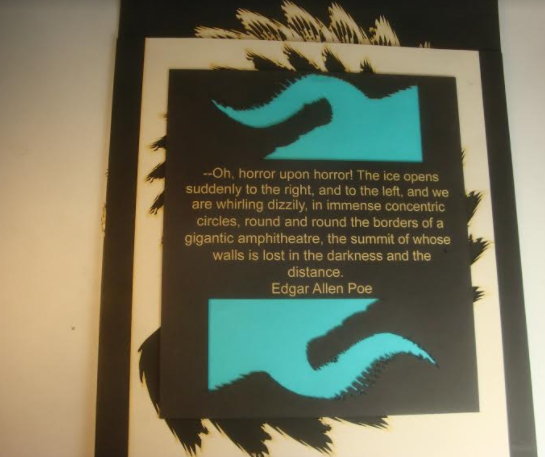 --Oh, horror upon horror! The ice opens
suddenly to the right, and to the left, and we
are whirling dizzily, in immense concentric
circles, round and round the borders of a
gigantic amphitheatre, the summit of whose
walls is lost in the darkness and the
distance.
Edgar Allen Poe